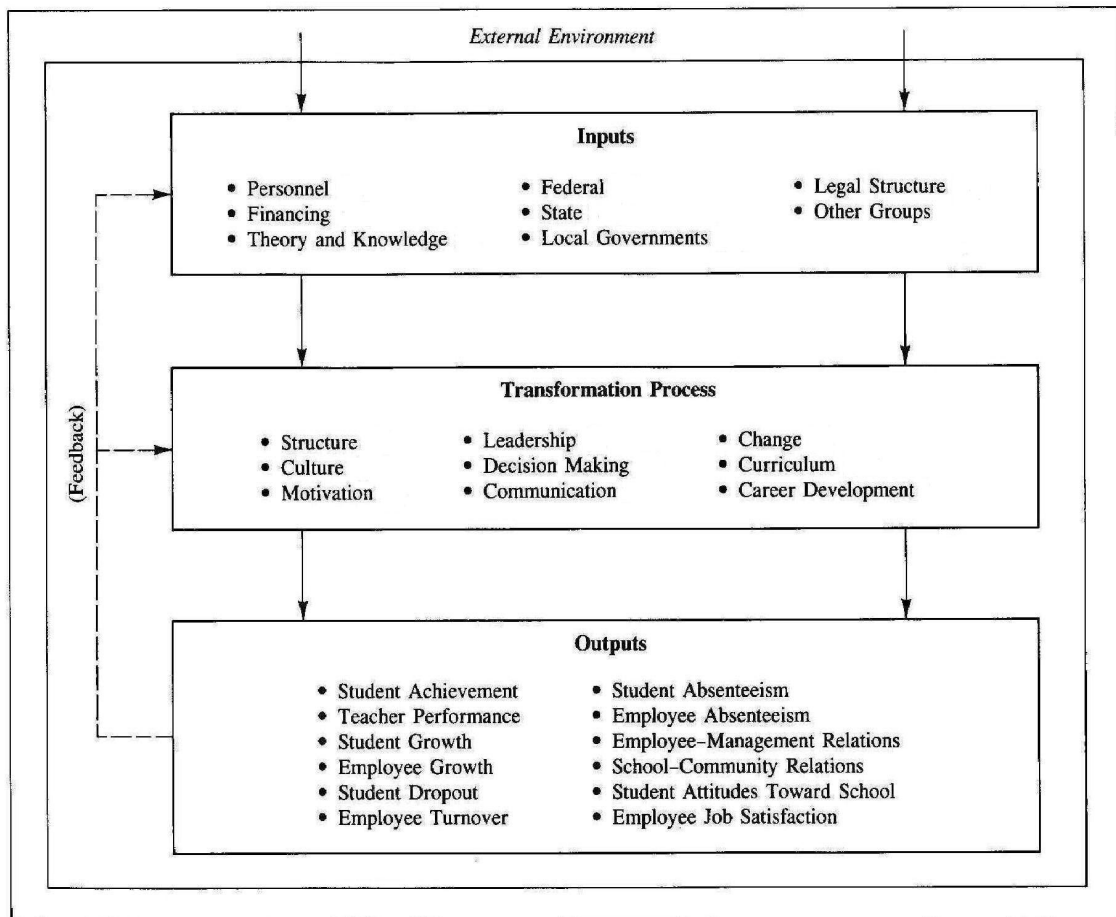 External Environment
Inputs
• Personnel
• Financing
• Theory and Knowledge
• Federal
• State
• Local Governments
• Legal Structure
• Other Groups
(Feedback)
Transformation Process
• Structure
• Culture
• Motivation
• Leadership
• Decision Making
• Communication
• Change
• Curriculum
• Career Development
Outputs
• Student Achievement
• Teacher Performance
• Student Growth
• Employee Growth
• Student Dropout
• Employee Turnover
• Student Absenteeism
• Employee Absenteeism
• Employee–Management Relations
• School–Community Relations
• Student Attitudes Toward School
• Employee Job Satisfaction